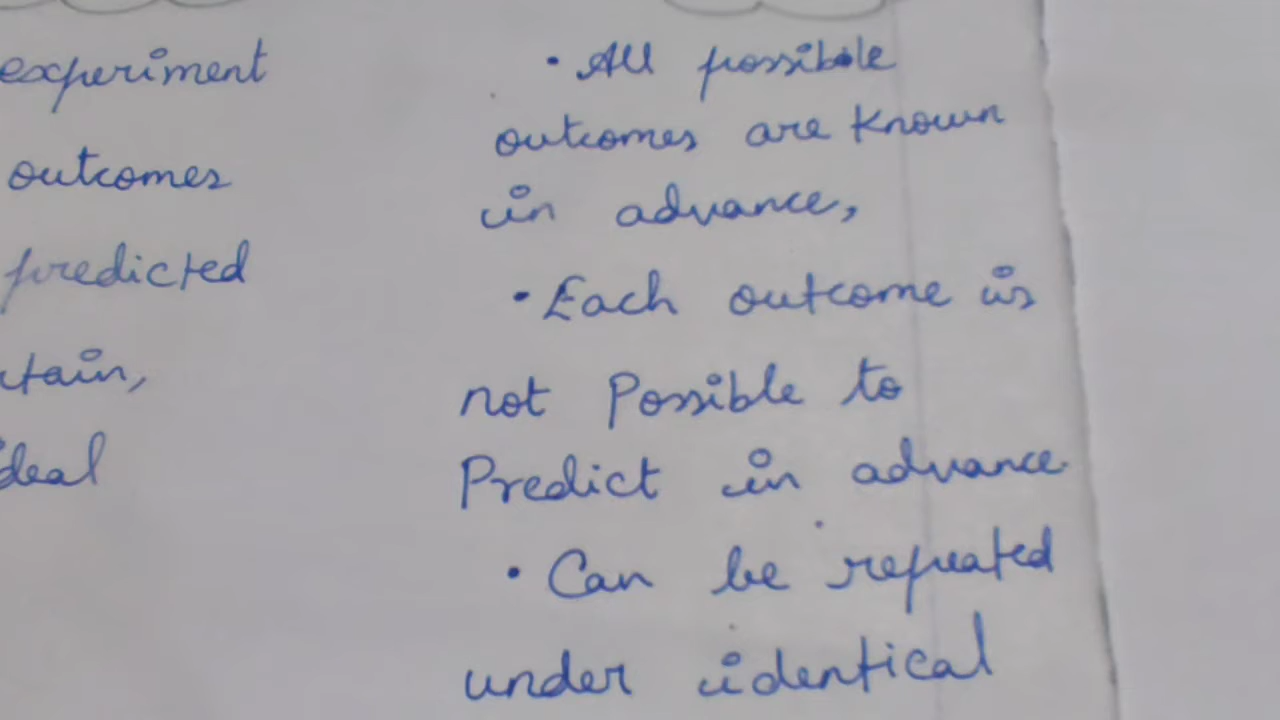 experiment
outcomes
predicted
tain,
deal
• All possible
outcomes are known
in advance,
• Each outcome is
not Possible to
Predict in advance
• Can be repeated
under identical